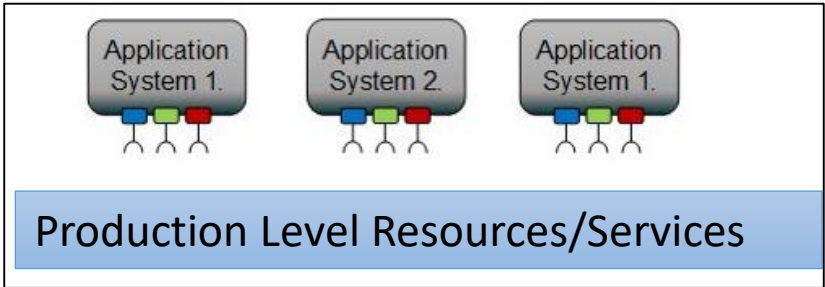 Application
System 1.
Application
System 2.
Application
System 1.
Production Level Resources/Services